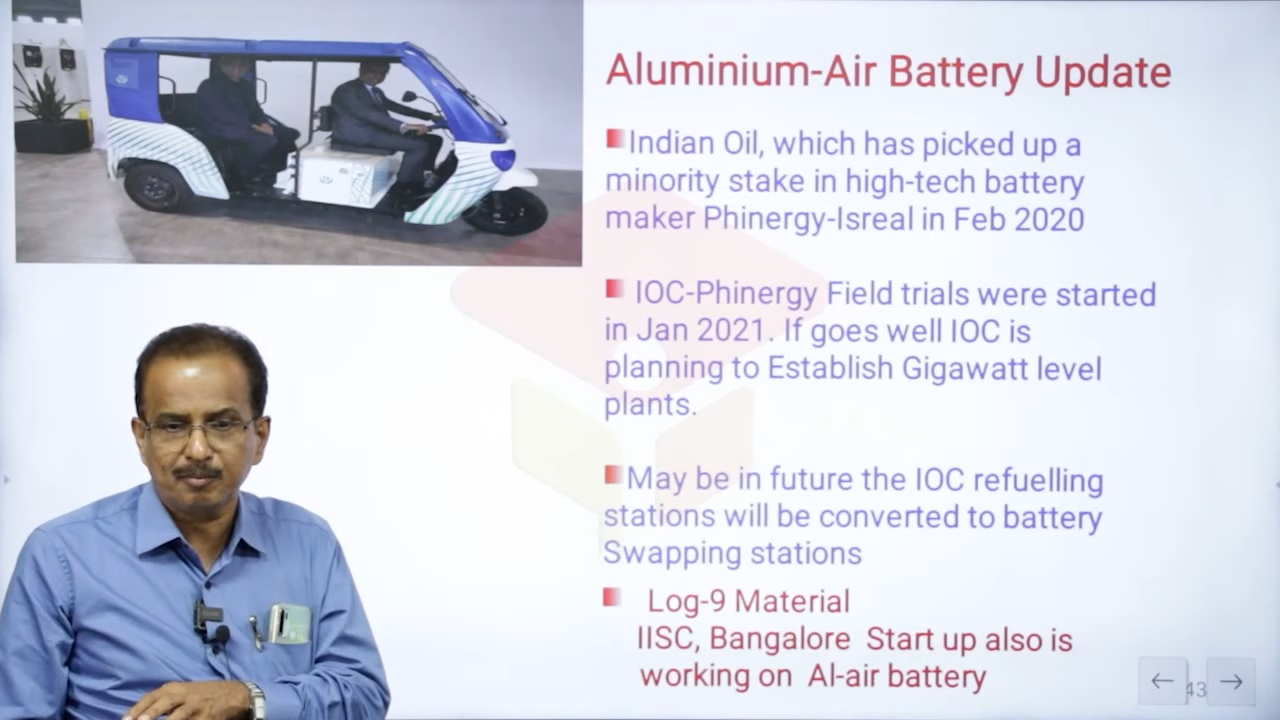 Aluminium-Air Battery Update
Indian Oil, which has picked up a
minority stake in high-tech battery
maker Phinergy-Isreal in Feb 2020
IOC-Phinergy Field trials were started
in Jan 2021. If goes well IOC is
planning to Establish Gigawatt level
plants.
May be in future the IOC refuelling
stations will be converted to battery
Swapping stations
Log-9 Material
IISC, Bangalore Start up also is
working on Al-air battery
43